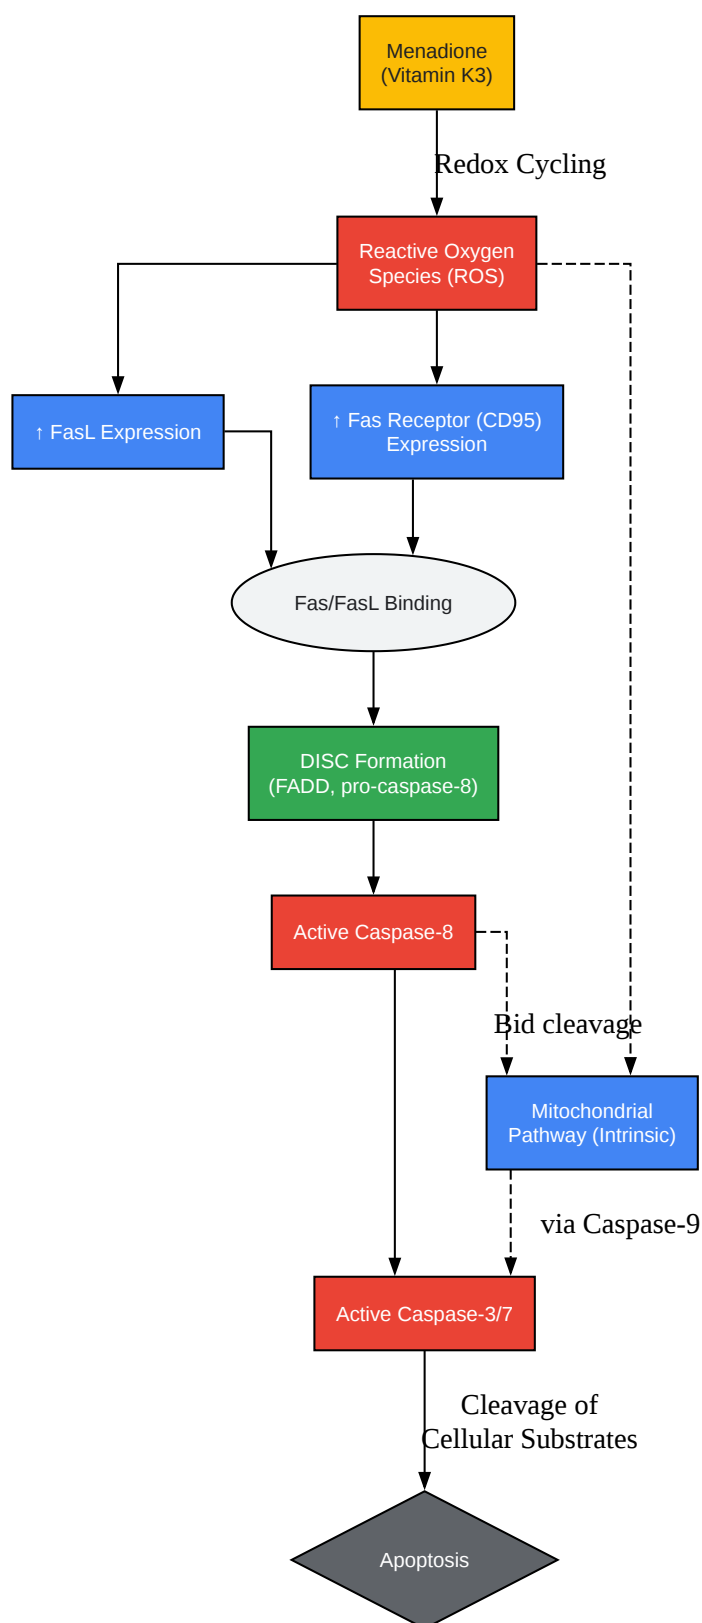 Menadione
(Vitamin K3)
Redox Cycling
Reactive Oxygen
Species (ROS)
↑ FasL Expression
↑ Fas Receptor (CD95)
Expression
Fas/FasL Binding
DISC Formation
(FADD, pro-caspase-8)
Active Caspase-8
Bid cleavage
Mitochondrial
Pathway (Intrinsic)
via Caspase-9
Active Caspase-3/7
Cleavage of
Cellular Substrates
Apoptosis